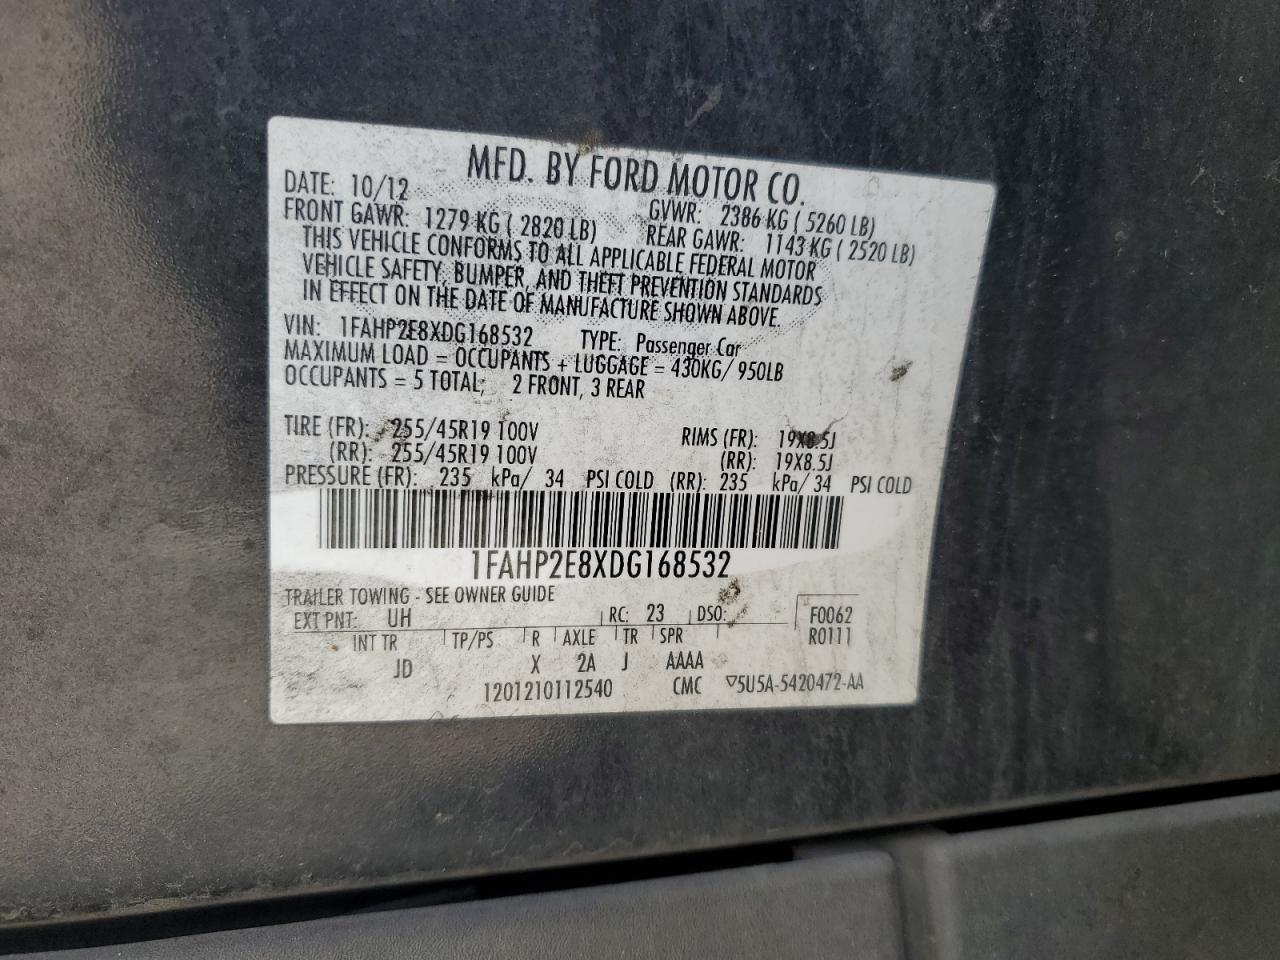 MFD. BY FORD MOTOR CO.
DATE: 10/12 GVWR: 2386 KG ( 5260 LB)
FRONT GAWR: 1279 KG ( 2820 LB) REAR GAWR: 1143 KG ( 2520 LB)
THIS VEHICLE CONFORMS TO ALL APPLICABLE FEDERAL MOTOR
VEHICLE SAFETY, BUMPER, AND THEFT PREVENTION STANDARDS
IN EFFECT ON THE DATE OF MANUFACTURE SHOWN ABOVE.
VIN: 1FAHP2E8XDG168532 TYPE: Passenger Car
MAXIMUM LOAD = OCCUPANTS + LUGGAGE = 430KG/ 950LB
OCCUPANTS = 5 TOTAL; 2 FRONT, 3 REAR
TIRE (FR): 255/45R19 100V RIMS (FR): 19X8.5J
(RR): 255/45R19 100V (RR): 19X8.5J
PRESSURE (FR): 235 kPa/ 34 PSI COLD (RR): 235 kPa/ 34 PSI COLD
1FAHP2E8XDG168532
TRAILER TOWING - SEE OWNER GUIDE
EXT PNT: UH RC: 23 DSO: F0062
INT TR TP/PS R AXLE TR SPR R0111
JD X 2A J AAAA
1201210112540 CMC ▽5U5A-5420472-AA